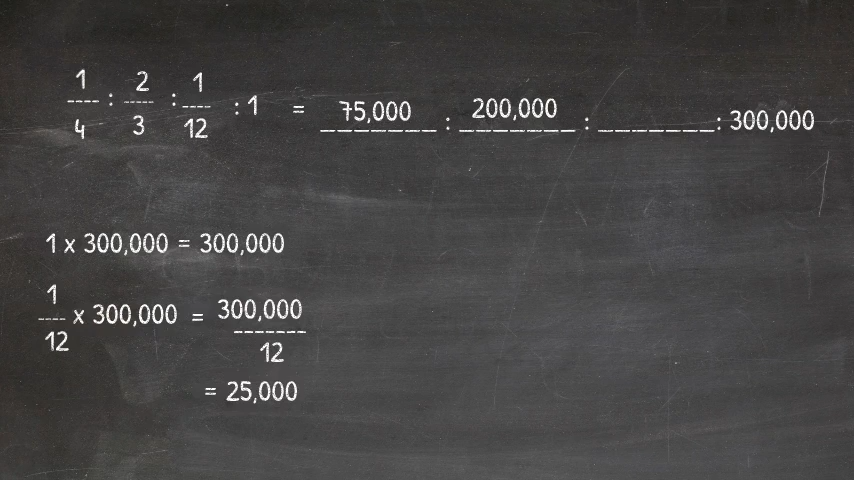 1/4 : 2/3 : 1/12 : 1 = 75,000 : 200,000 : _______ : 300,000
1 x 300,000 = 300,000
1/12 x 300,000 = 300,000/12
= 25,000